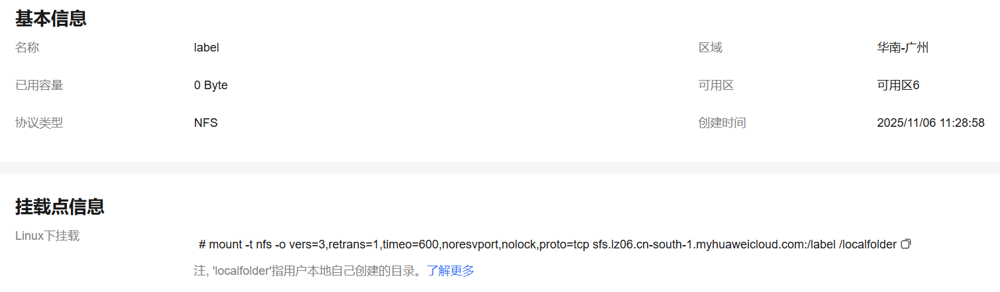 基本信息
名称 label 区域 华南-广州
已用容量 0 Byte 可用区 可用区6
协议类型 NFS 创建时间 2025/11/06 11:28:58
挂载点信息
Linux下挂载
# mount -t nfs -o vers=3,retrans=1,timeo=600,noresvport,nolock,proto=tcp sfs.lz06.cn-south-1.myhuaweicloud.com:/label /localfolder
注, 'localfolder'指用户本地自己创建的目录。了解更多